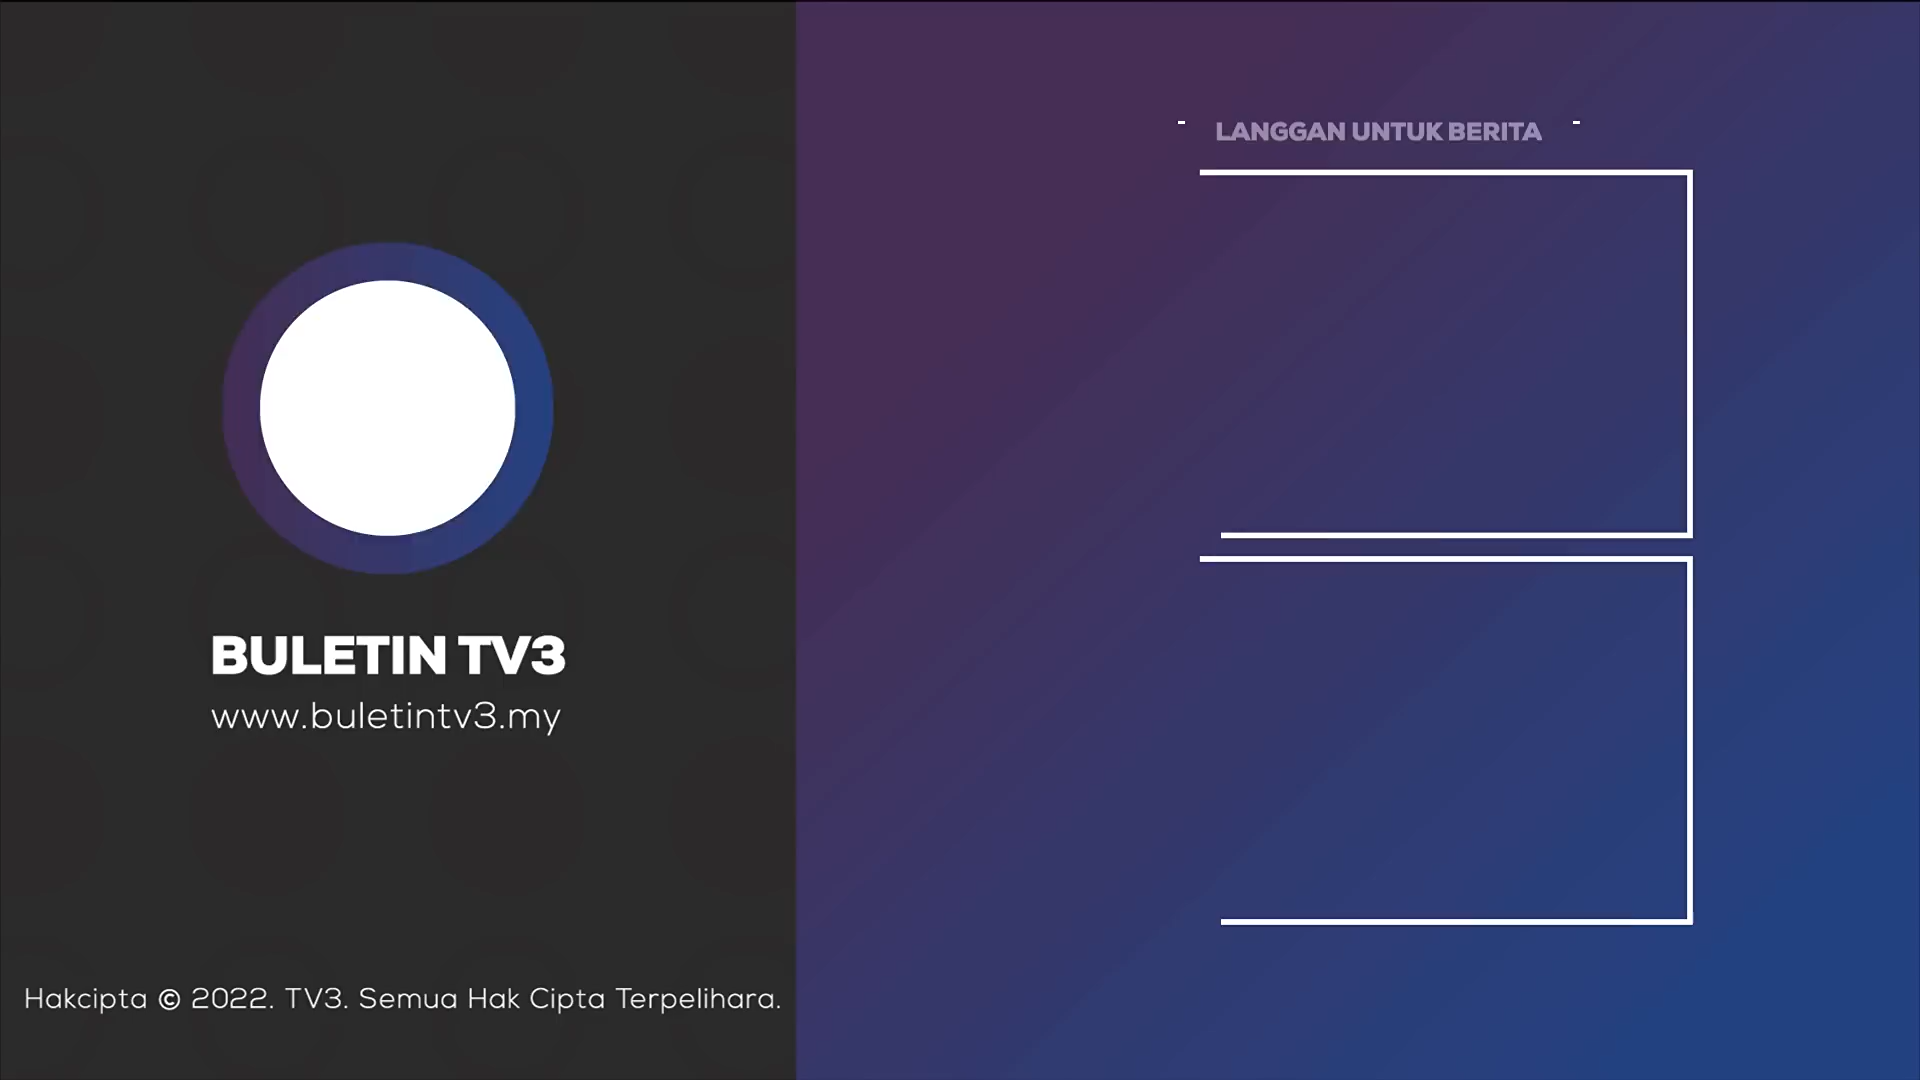 LANGGAN UNTUK BERITA
BULETIN TV3
www.buletintv3.my
Hakcipta © 2022. TV3. Semua Hak Cipta Terpelihara.